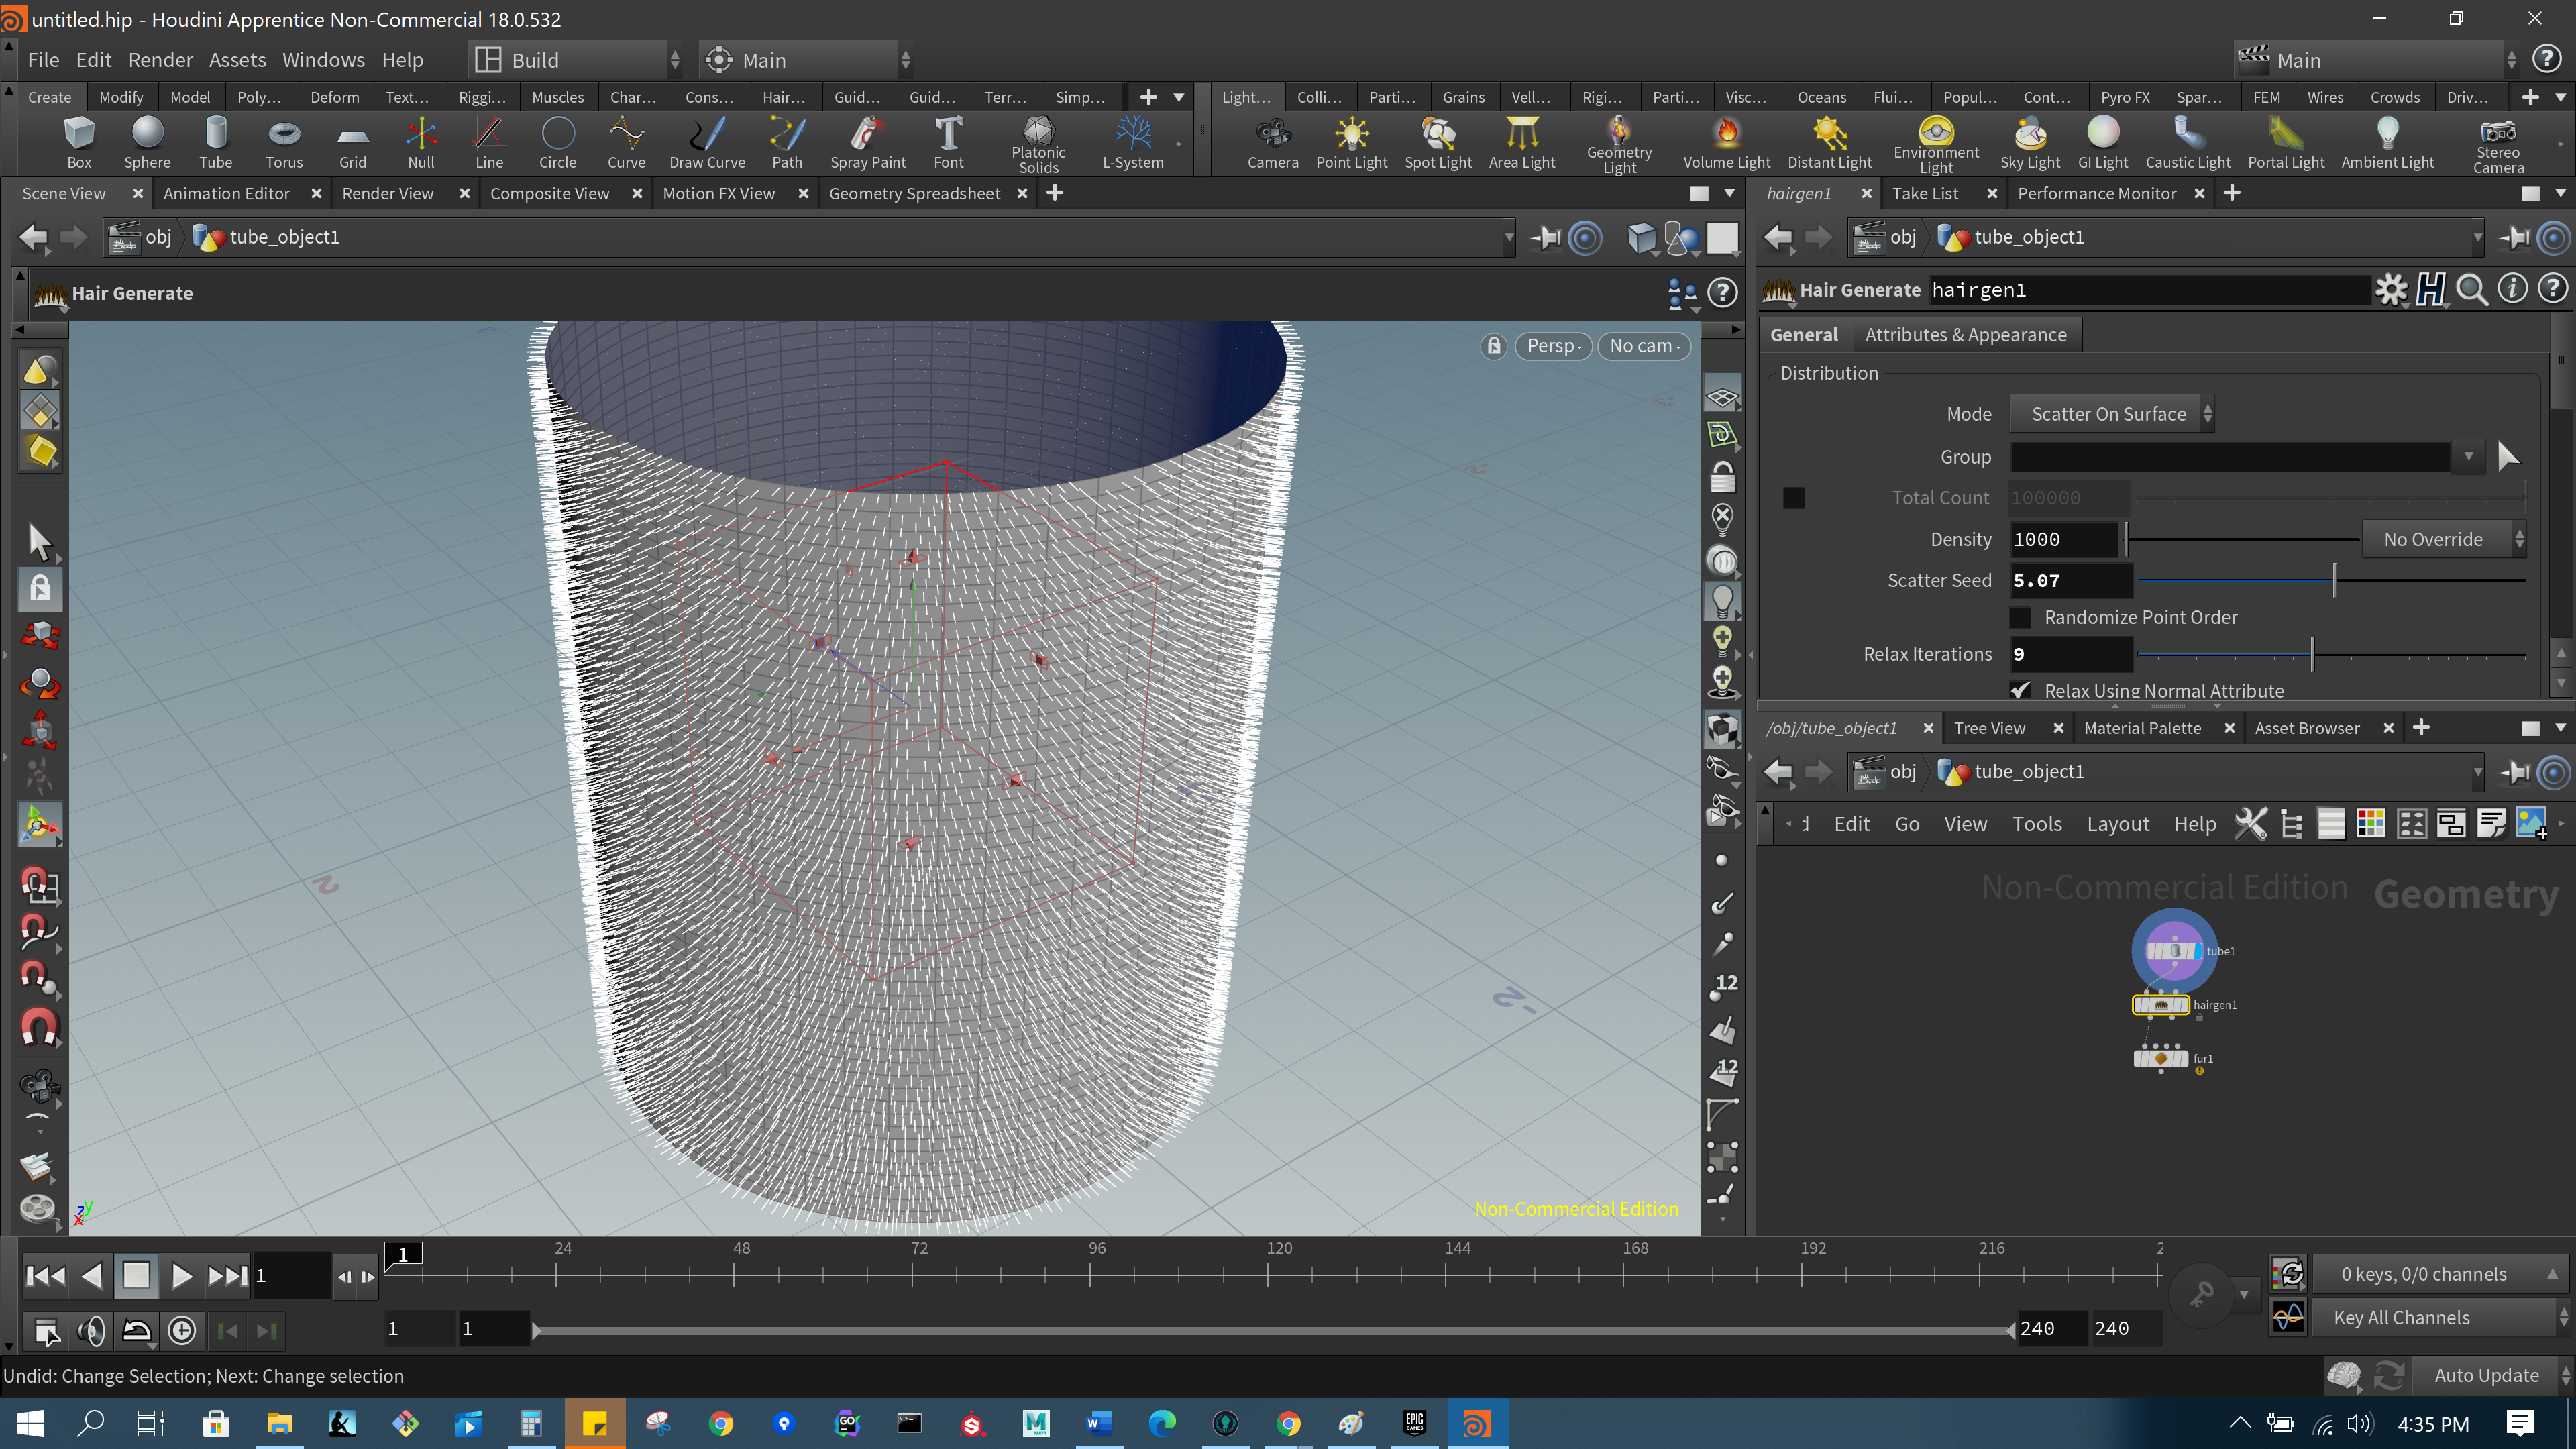 untitled.hip - Houdini Apprentice Non-Commercial 18.0.532
File Edit Render Assets Windows Help Build Main Main
Create Modify Model Poly... Deform Text... Riggi... Muscles Char... Cons... Hair... Guid... Guid... Terr... Simp...
Light... Colli... Parti... Grains Vell... Rigi... Parti... Visc... Oceans Flui... Popul... Cont... Pyro FX Spar... FEM Wires Crowds Driv...
Box Sphere Tube Torus Grid Null Line Circle Curve Draw Curve Path Spray Paint Font Platonic Solids L-System
Camera Point Light Spot Light Area Light Geometry Light Volume Light Distant Light Environment Light Sky Light GI Light Caustic Light Portal Light Ambient Light Stereo Camera
Scene View Animation Editor Render View Composite View Motion FX View Geometry Spreadsheet
hairgen1 Take List Performance Monitor
obj tube_object1
obj tube_object1
Hair Generate
Hair Generate hairgen1
Persp No cam
General Attributes & Appearance
Distribution
Mode Scatter On Surface
Group
Total Count 100000
Density 1000 No Override
Scatter Seed 5.07
Randomize Point Order
Relax Iterations 9
Relax Using Normal Attribute
/obj/tube_object1 Tree View Material Palette Asset Browser
obj tube_object1
Edit Go View Tools Layout Help
Non-Commercial Edition Geometry
tube1
hairgen1
fur1
12
12
2
-2
z y
x
Non-Commercial Edition
1 24 48 72 96 120 144 168 192 216 2
1
0 keys, 0/0 channels
1 1 240 240
Key All Channels
Undid: Change Selection; Next: Change selection
Auto Update
GO
MAYA
W
EPIC GAMES
4:35 PM